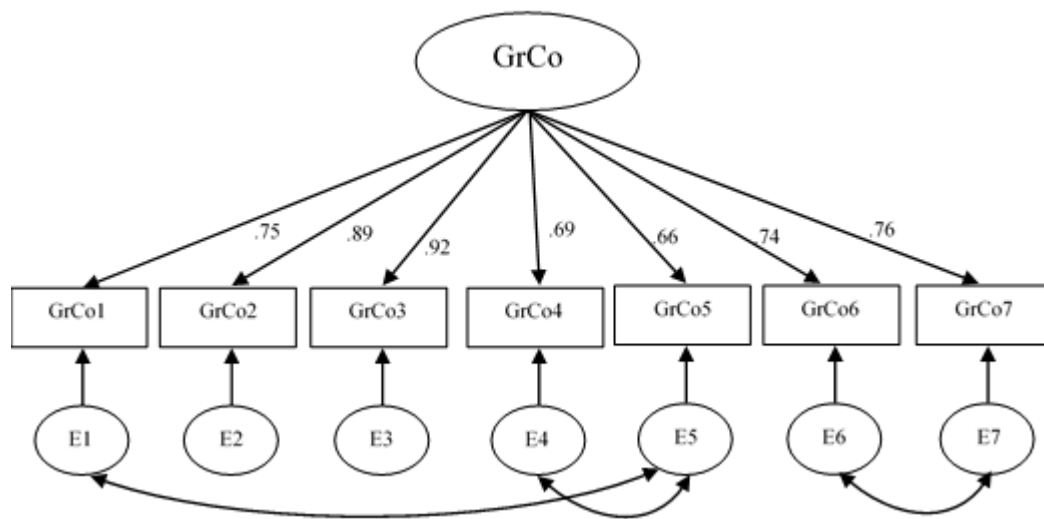 GrCo
.75
.89
.92
.69
.66
.74
.76
GrCo1
GrCo2
GrCo3
GrCo4
GrCo5
GrCo6
GrCo7
E1
E2
E3
E4
E5
E6
E7